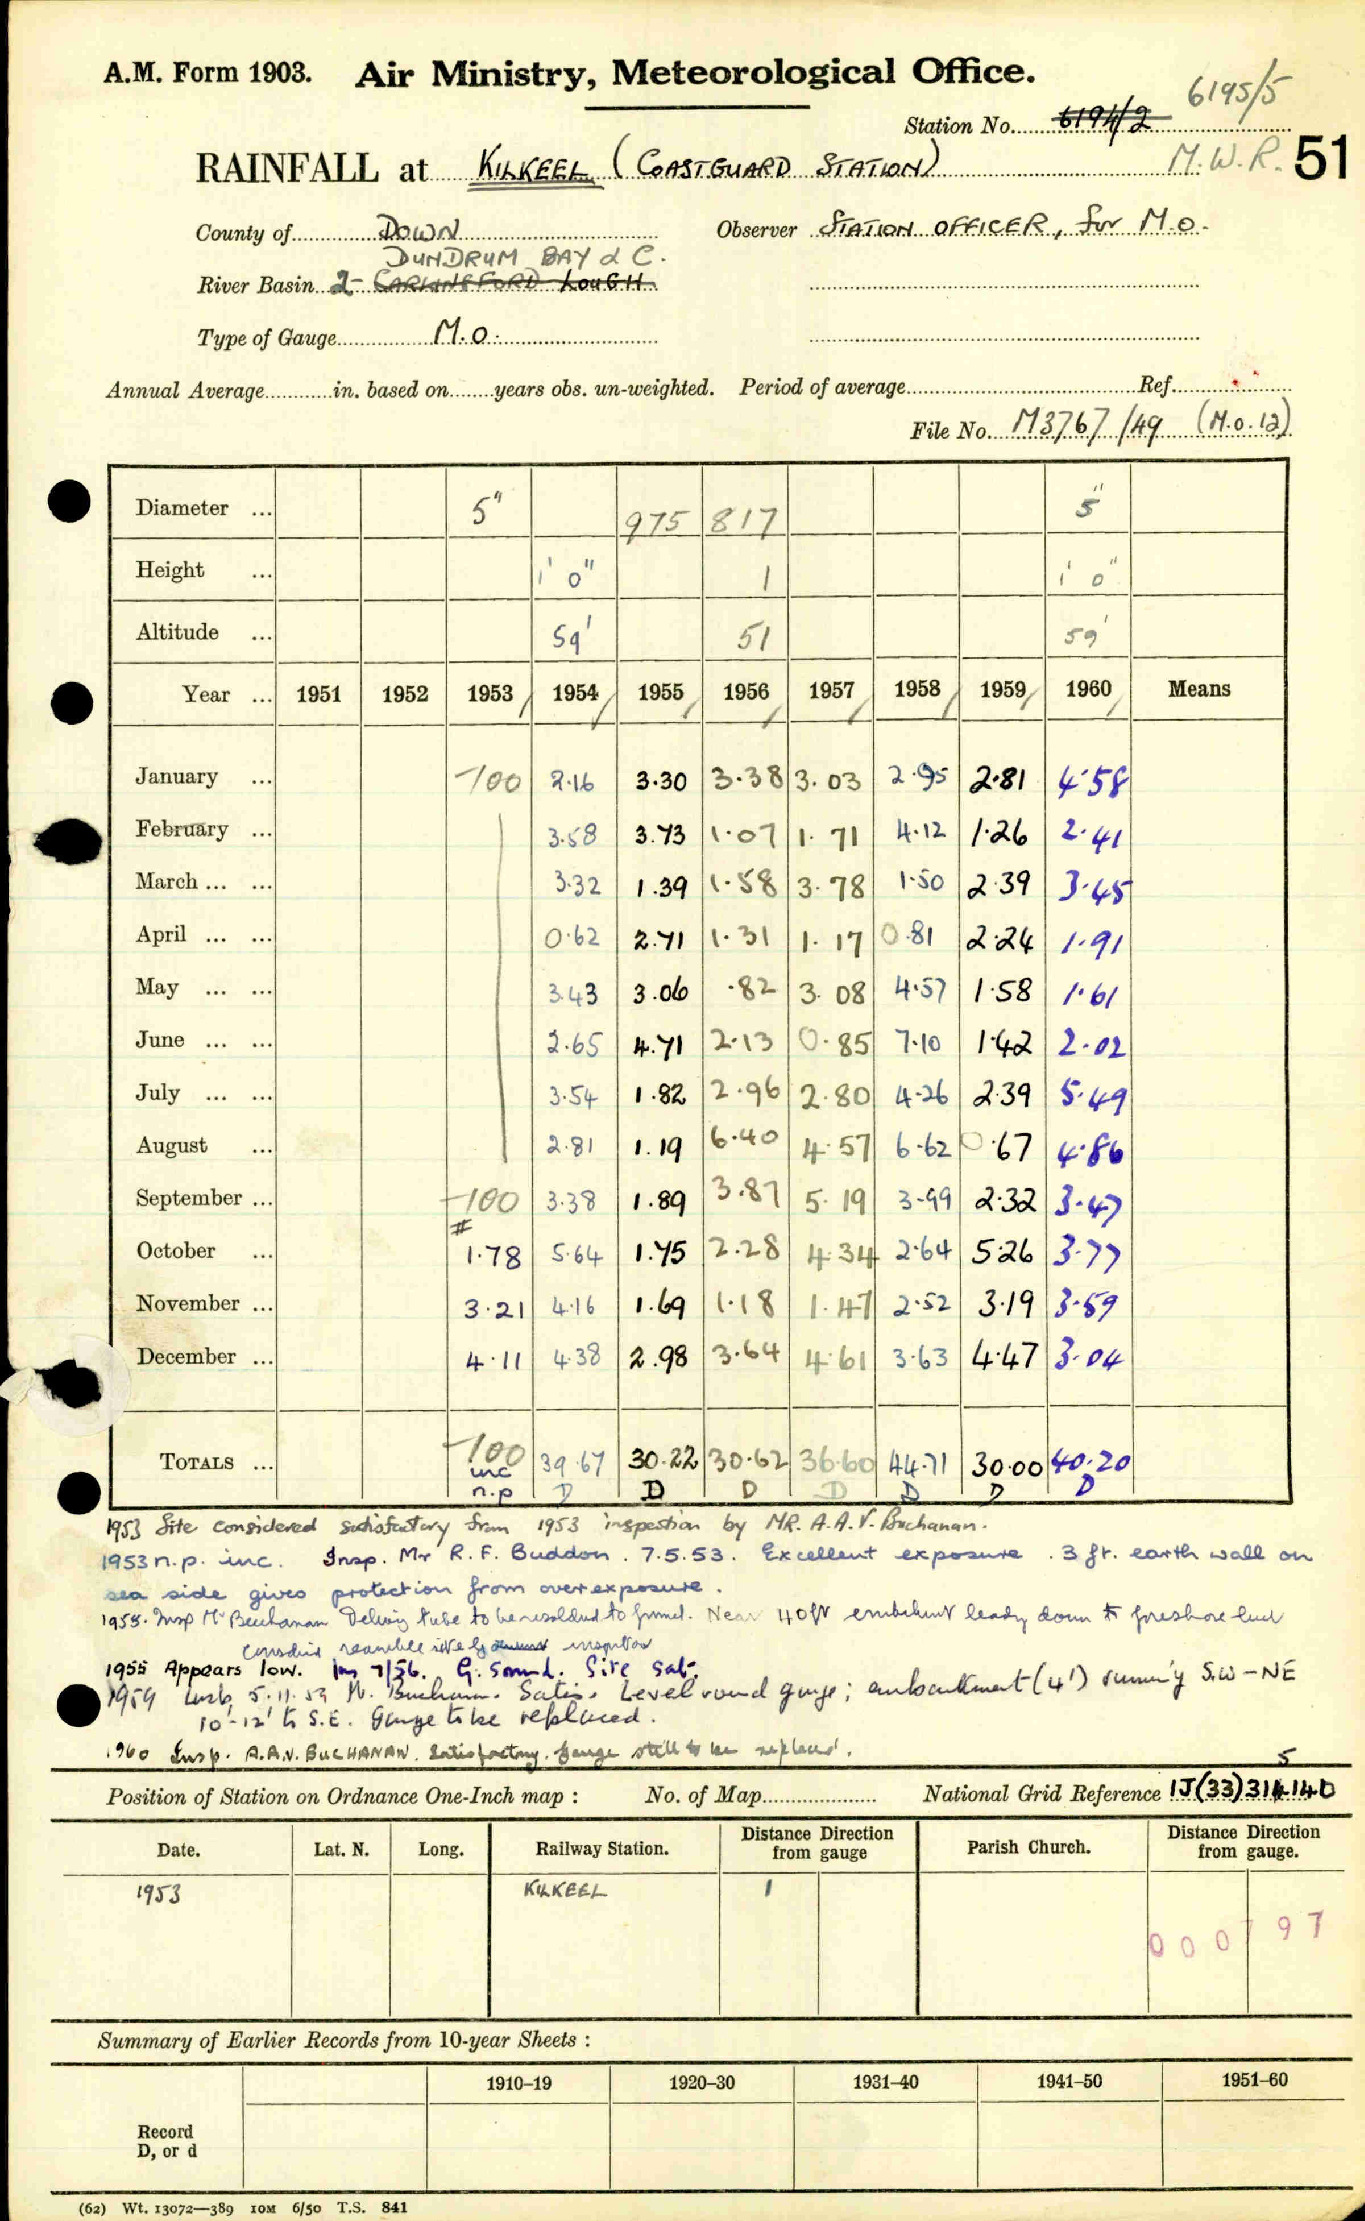 A.M. Form 1903. Air Ministry, Meteorological Office.
6195/5
Station No. 6194/2
RAINFALL at KILKEEL (COASTGUARD STATION) M.W.R. 51
County of DOWN Observer STATION OFFICER, for M.O.
DUNDRUM BAY & C.
River Basin 2- CARLINGFORD LOUGH
Type of Gauge M.O.
Annual Average in. based on years obs. un-weighted. Period of average Ref.
File No. M3767/49 (M.O.12)
Diameter ... 5" 975 817 5"
Height ... 1' 0" 1 1' 0"
Altitude ... 59' 51 59'
Year ... 1951 1952 1953 1954 1955 1956 1957 1958 1959 1960 Means
January ... -100 2.16 3.30 3.38 3.03 2.95 2.81 4.58
February ... 3.58 3.73 1.07 1.71 4.12 1.26 2.41
March ... ... 3.32 1.39 1.58 3.78 1.50 2.39 3.45
April ... ... 0.62 2.71 1.31 1.17 0.81 2.24 1.91
May ... ... 3.43 3.06 .82 3.08 4.57 1.58 1.61
June ... ... 2.65 4.71 2.13 0.85 7.10 1.42 2.02
July ... ... 3.54 1.82 2.96 2.80 4.26 2.39 5.49
August ... 2.81 1.19 6.40 4.57 6.62 0.67 4.86
September ... -100 3.38 1.89 3.87 5.19 3.99 2.32 3.47
#
October ... 1.78 5.64 1.75 2.28 4.34 2.64 5.26 3.77
November ... 3.21 4.16 1.69 1.18 1.47 2.52 3.19 3.59
December ... 4.11 4.38 2.98 3.64 4.61 3.63 4.47 3.04
TOTALS ... -100 39.67 30.22 30.62 36.60 44.71 30.00 40.20
inc
n.p D D D D D D D
1953 Site considered satisfactory from 1953 inspection by MR. A.A.V. Buchanan.
1953 n.p. inc. Insp. Mr R.F. Buddon. 7.5.53. Excellent exposure. 3 ft. earth wall on
sea side gives protection from over exposure.
1955. Insp Mr Buchanan Delivery tube to be resoldered to funnel. Near 40ft embankment leading down to foreshore but
inspection
1955 Appears low. Ins 7/56. G. sound. Site sat.
1959 Insp. 5.11.59 Mr. Buchanan. Satis. Level round gauge; embankment (4') running S.W-NE
10'-12' to S.E. Gauge to be replaced.
1960 Insp. A.A.V. BUCHANAN. Satisfactory. Gauge still to be replaced.
5
Position of Station on Ordnance One-Inch map : No. of Map National Grid Reference IJ(33)314140
Date. Lat. N. Long. Railway Station. Distance Direction from gauge Parish Church. Distance Direction from gauge.
1953 KILKEEL 1
000797
Summary of Earlier Records from 10-year Sheets :
1910–19 1920–30 1931–40 1941–50 1951–60
Record
D, or d
(62) Wt. 13072—389 10M 6/50 T.S. 841